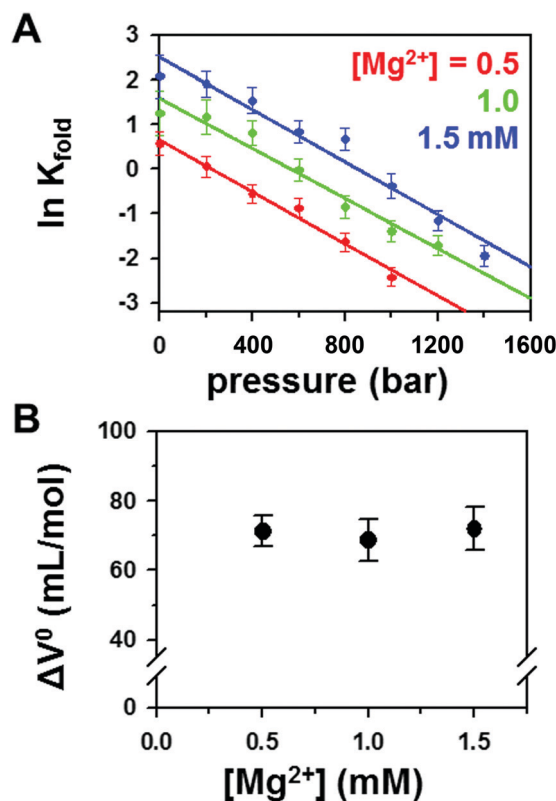 A
[Mg²⁺] = 0.5
1.0
1.5 mM
ln K_fold
3
2
1
0
-1
-2
-3
0 400 800 1200 1600
pressure (bar)
B
ΔV⁰ (mL/mol)
100
80
60
40
0
0.0 0.5 1.0 1.5
[Mg²⁺] (mM)